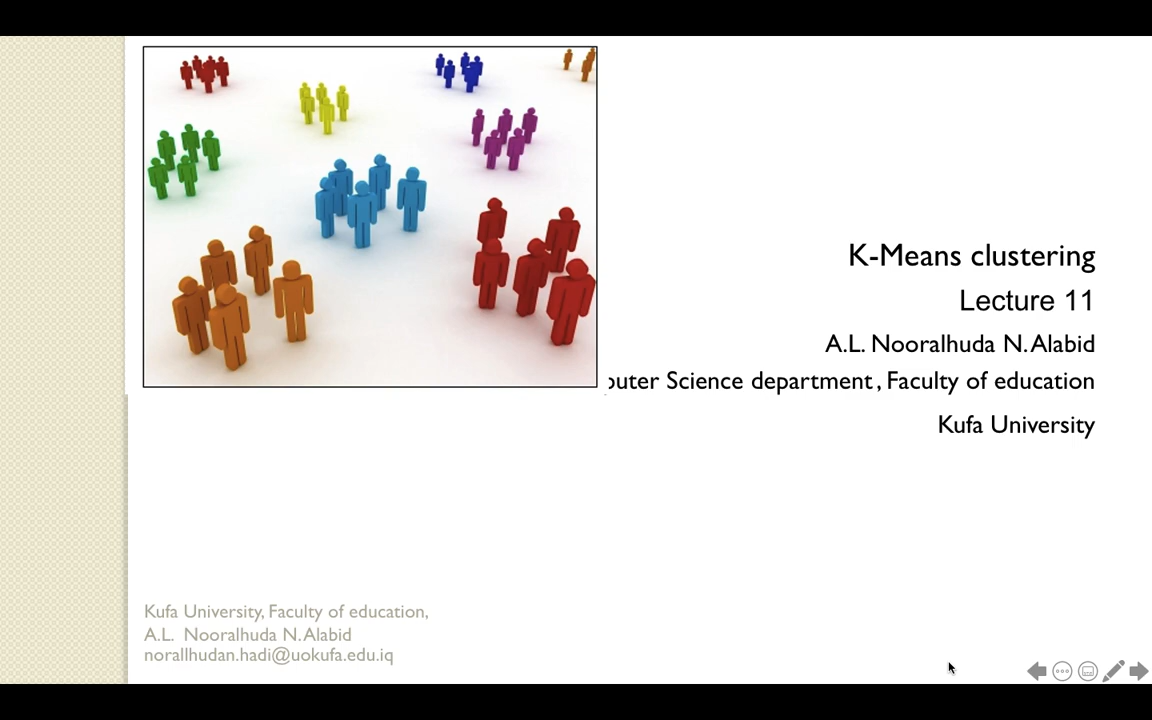 K-Means clustering
Lecture 11
A.L. Nooralhuda N. Alabid
Science department, Faculty of education
Kufa University
Kufa University, Faculty of education,
A.L. Nooralhuda N. Alabid
norallhudan.hadi@uokufa.edu.iq